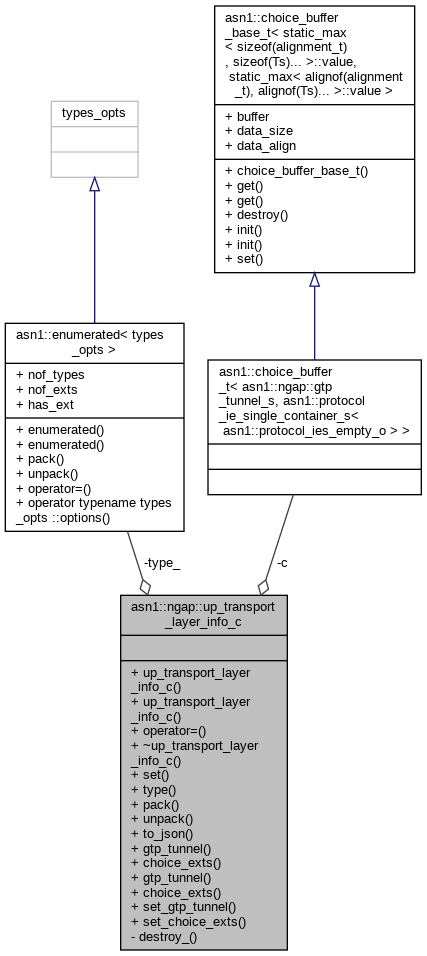 asn1::choice_buffer
_base_t< static_max
< sizeof(alignment_t)
, sizeof(Ts)... >::value,
static_max< alignof(alignment
_t), alignof(Ts)... >::value >
+ buffer
+ data_size
+ data_align
+ choice_buffer_base_t()
+ get()
+ get()
+ destroy()
+ init()
+ init()
+ set()
types_opts
asn1::enumerated< types
_opts >
+ nof_types
+ nof_exts
+ has_ext
+ enumerated()
+ enumerated()
+ pack()
+ unpack()
+ operator=()
+ operator typename types
_opts ::options()
asn1::choice_buffer
_t< asn1::ngap::gtp
_tunnel_s, asn1::protocol
_ie_single_container_s<
asn1::protocol_ies_empty_o > >
-type_
-c
asn1::ngap::up_transport
_layer_info_c
+ up_transport_layer
_info_c()
+ up_transport_layer
_info_c()
+ operator=()
+ ~up_transport_layer
_info_c()
+ set()
+ type()
+ pack()
+ unpack()
+ to_json()
+ gtp_tunnel()
+ choice_exts()
+ gtp_tunnel()
+ choice_exts()
+ set_gtp_tunnel()
+ set_choice_exts()
- destroy_()